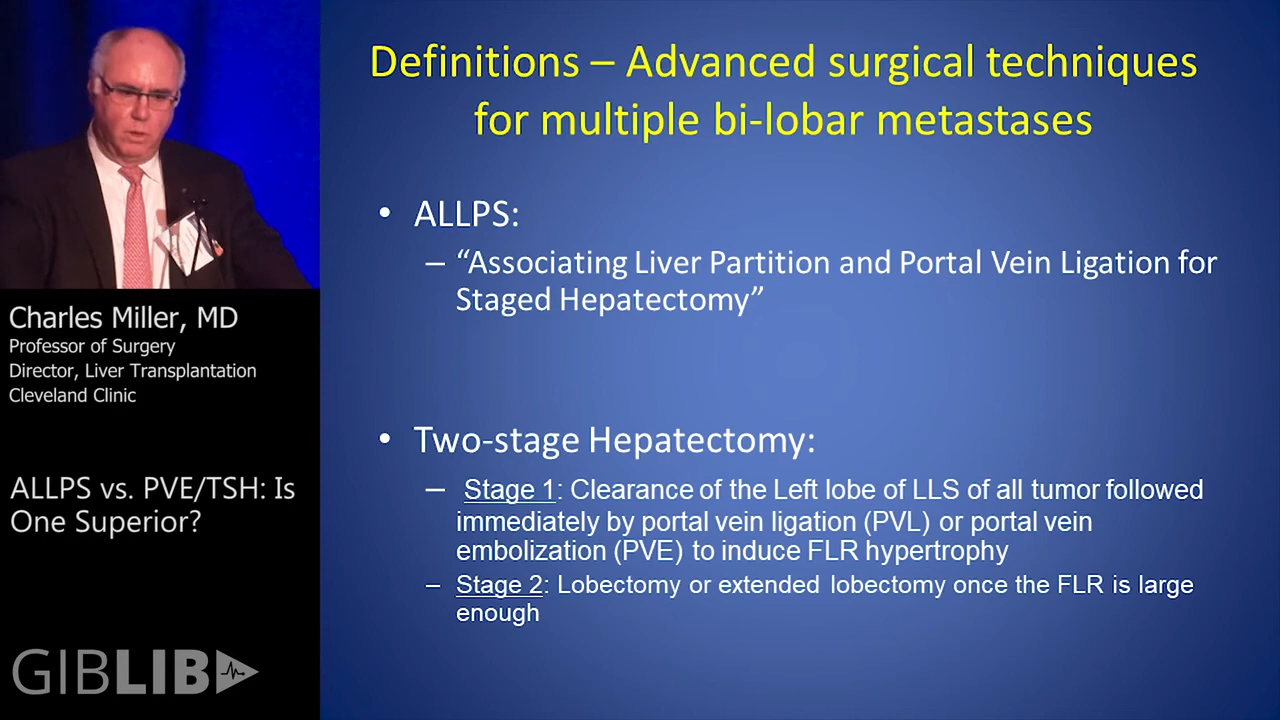 Definitions – Advanced surgical techniques
for multiple bi-lobar metastases
• ALLPS:
– “Associating Liver Partition and Portal Vein Ligation for
Staged Hepatectomy”
• Two-stage Hepatectomy:
– Stage 1: Clearance of the Left lobe of LLS of all tumor followed
immediately by portal vein ligation (PVL) or portal vein
embolization (PVE) to induce FLR hypertrophy
– Stage 2: Lobectomy or extended lobectomy once the FLR is large
enough
Charles Miller, MD
Professor of Surgery
Director, Liver Transplantation
Cleveland Clinic
ALLPS vs. PVE/TSH: Is
One Superior?
GIBLIB